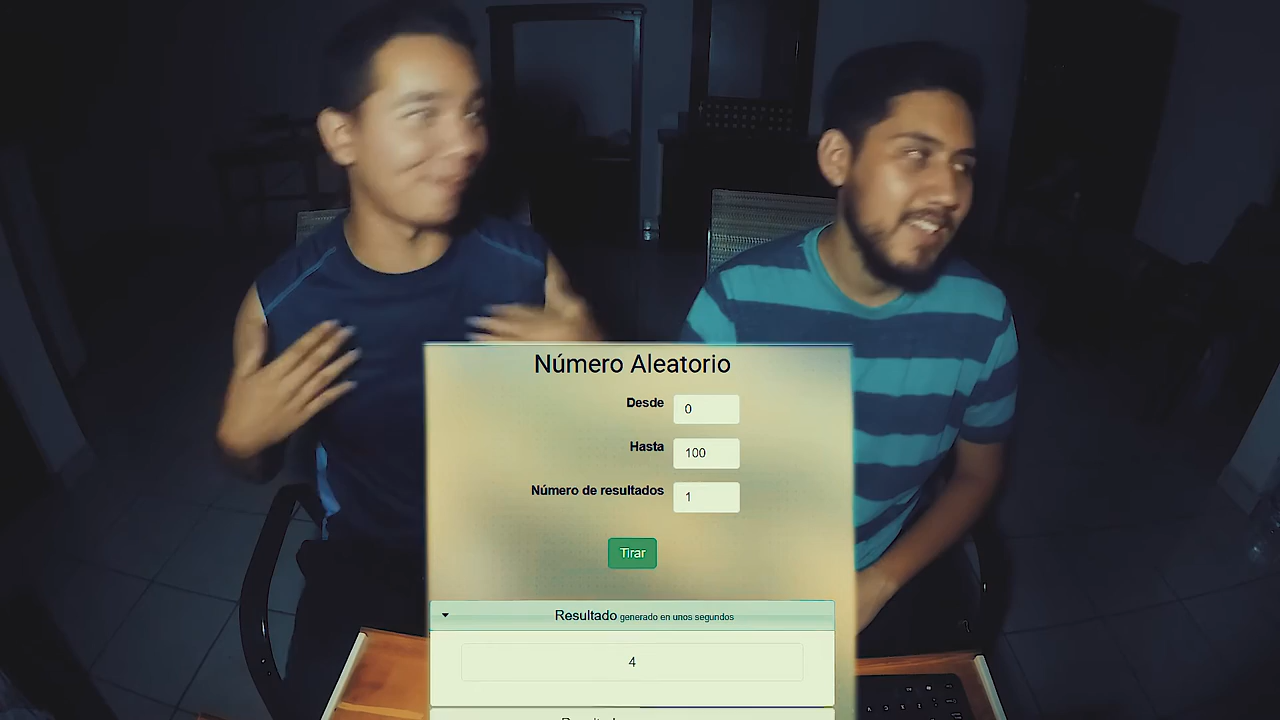 Número Aleatorio
Desde 0
Hasta 100
Número de resultados 1
Tirar
Resultado generado en unos segundos
4